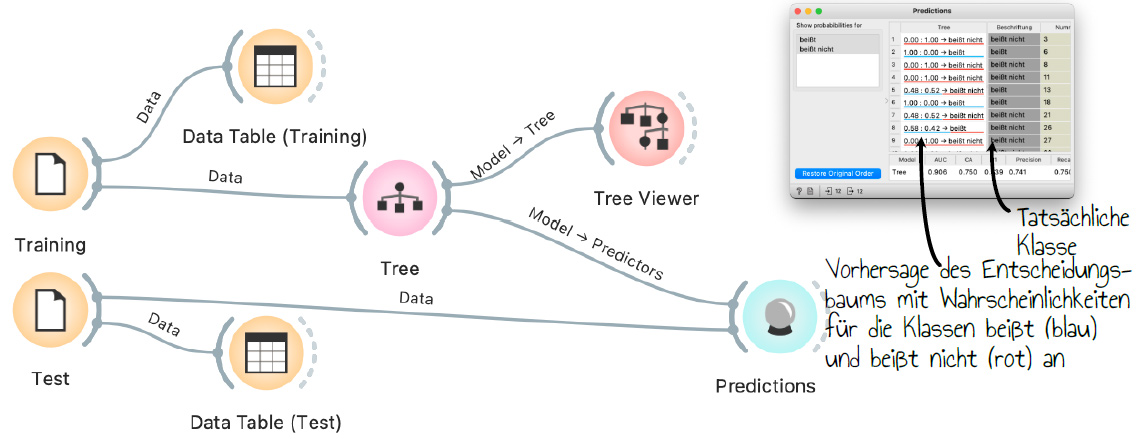 Predictions
Show probabibilities for
beißt
beißt nicht
Tree
Beschriftung
1 0.00 : 1.00 → beißt nicht beißt nicht 3
2 1.00 : 0.00 → beißt beißt 6
3 0.00 : 1.00 → beißt nicht beißt nicht 8
4 0.00 : 1.00 → beißt nicht beißt nicht 11
5 0.48 : 0.52 → beißt nicht beißt 13
6 1.00 : 0.00 → beißt beißt 18
7 0.48 : 0.52 → beißt nicht beißt nicht 21
8 0.58 : 0.42 → beißt beißt 26
9 1.00 → beißt nicht beißt nicht 27
Model AUC CA Precision
Tree 0.906 0.750 0.741
Restore Original Order
12 12
Tatsächliche
Klasse
Vorhersage des Entscheidungs-
baums mit Wahrscheinlichkeiten
für die Klassen beißt (blau)
und beißt nicht (rot) an
Data
Data Table (Training)
Model → Tree
Tree Viewer
Data
Training
Tree
Model → Predictors
Data
Predictions
Data
Test
Data Table (Test)